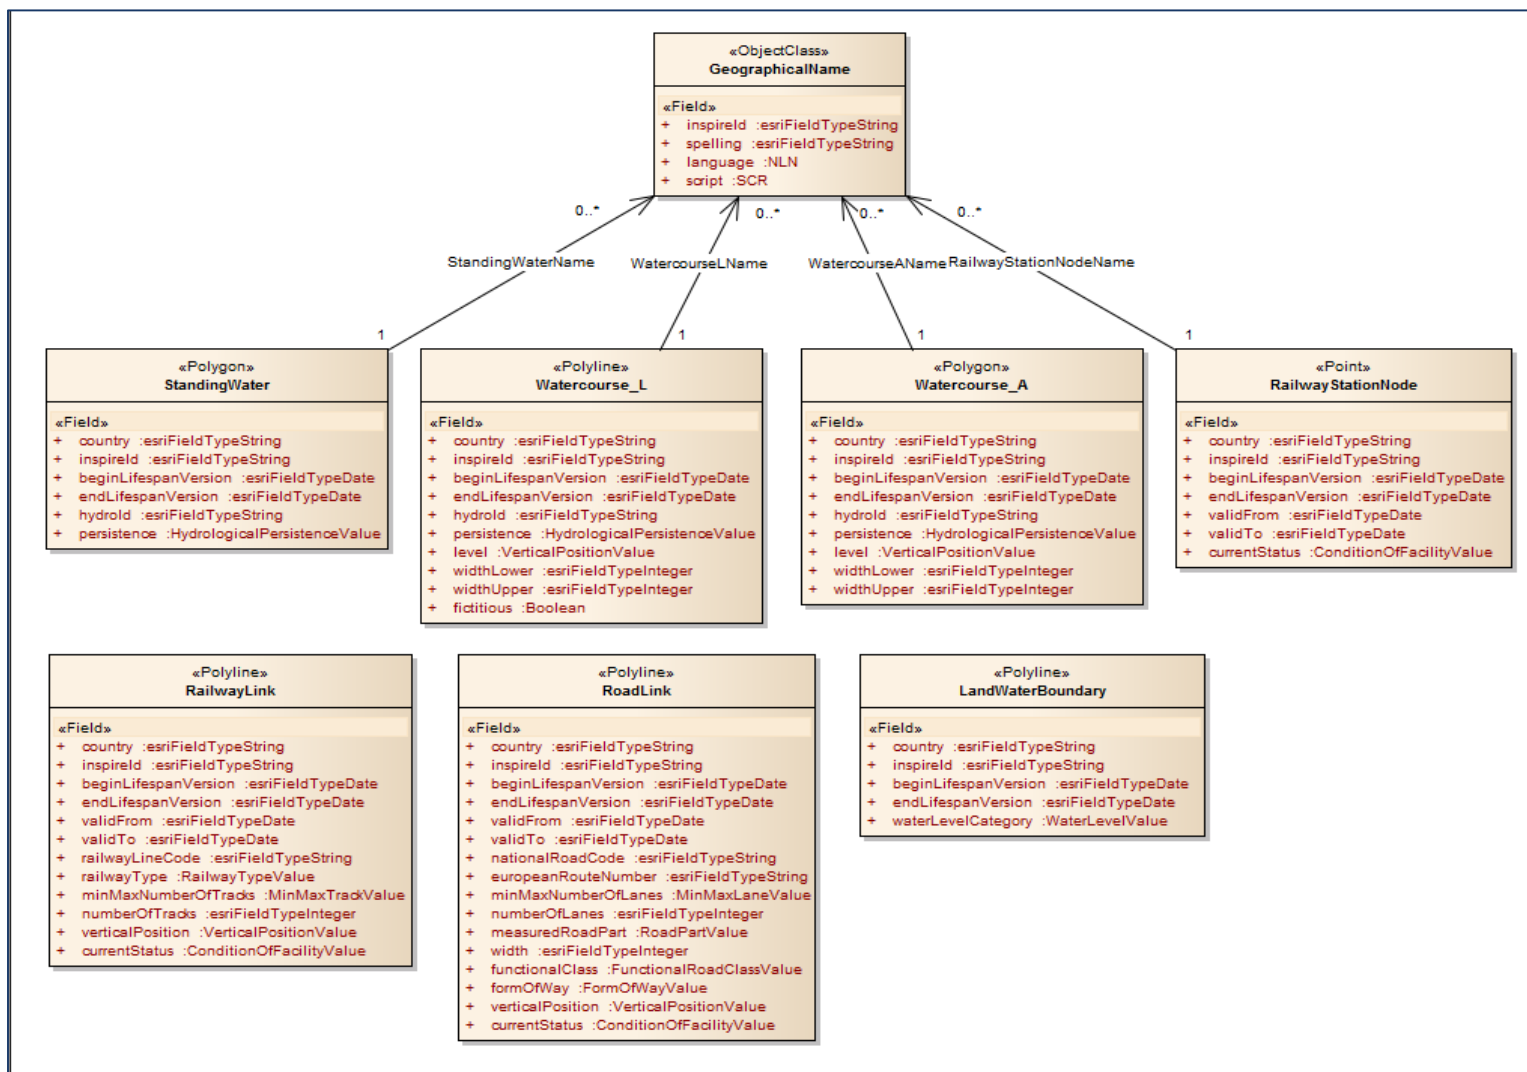 «ObjectClass»
GeographicalName
«Field»
+ inspireId :esriFieldTypeString
+ spelling :esriFieldTypeString
+ language :NLN
+ script :SCR
0..*
0..*
0..*
0..*
StandingWaterName
WatercourseLName
WatercourseAName
RailwayStationNodeName
1
1
1
1
«Polygon»
StandingWater
«Field»
+ country :esriFieldTypeString
+ inspireId :esriFieldTypeString
+ beginLifespanVersion :esriFieldTypeDate
+ endLifespanVersion :esriFieldTypeDate
+ hydroId :esriFieldTypeString
+ persistence :HydrologicalPersistenceValue
«Polyline»
Watercourse_L
«Field»
+ country :esriFieldTypeString
+ inspireId :esriFieldTypeString
+ beginLifespanVersion :esriFieldTypeDate
+ endLifespanVersion :esriFieldTypeDate
+ hydroId :esriFieldTypeString
+ persistence :HydrologicalPersistenceValue
+ level :VerticalPositionValue
+ widthLower :esriFieldTypeInteger
+ widthUpper :esriFieldTypeInteger
+ fictitious :Boolean
«Polygon»
Watercourse_A
«Field»
+ country :esriFieldTypeString
+ inspireId :esriFieldTypeString
+ beginLifespanVersion :esriFieldTypeDate
+ endLifespanVersion :esriFieldTypeDate
+ hydroId :esriFieldTypeString
+ persistence :HydrologicalPersistenceValue
+ level :VerticalPositionValue
+ widthLower :esriFieldTypeInteger
+ widthUpper :esriFieldTypeInteger
«Point»
RailwayStationNode
«Field»
+ country :esriFieldTypeString
+ inspireId :esriFieldTypeString
+ beginLifespanVersion :esriFieldTypeDate
+ endLifespanVersion :esriFieldTypeDate
+ validFrom :esriFieldTypeDate
+ validTo :esriFieldTypeDate
+ currentStatus :ConditionOfFacilityValue
«Polyline»
RailwayLink
«Field»
+ country :esriFieldTypeString
+ inspireId :esriFieldTypeString
+ beginLifespanVersion :esriFieldTypeDate
+ endLifespanVersion :esriFieldTypeDate
+ validFrom :esriFieldTypeDate
+ validTo :esriFieldTypeDate
+ railwayLineCode :esriFieldTypeString
+ railwayType :RailwayTypeValue
+ minMaxNumberOfTracks :MinMaxTrackValue
+ numberOfTracks :esriFieldTypeInteger
+ verticalPosition :VerticalPositionValue
+ currentStatus :ConditionOfFacilityValue
«Polyline»
RoadLink
«Field»
+ country :esriFieldTypeString
+ inspireId :esriFieldTypeString
+ beginLifespanVersion :esriFieldTypeDate
+ endLifespanVersion :esriFieldTypeDate
+ validFrom :esriFieldTypeDate
+ validTo :esriFieldTypeDate
+ nationalRoadCode :esriFieldTypeString
+ europeanRouteNumber :esriFieldTypeString
+ minMaxNumberOfLanes :MinMaxLaneValue
+ numberOfLanes :esriFieldTypeInteger
+ measuredRoadPart :RoadPartValue
+ width :esriFieldTypeInteger
+ functionalClass :FunctionalRoadClassValue
+ formOfWay :FormOfWayValue
+ verticalPosition :VerticalPositionValue
+ currentStatus :ConditionOfFacilityValue
«Polyline»
LandWaterBoundary
«Field»
+ country :esriFieldTypeString
+ inspireId :esriFieldTypeString
+ beginLifespanVersion :esriFieldTypeDate
+ endLifespanVersion :esriFieldTypeDate
+ waterLevelCategory :WaterLevelValue